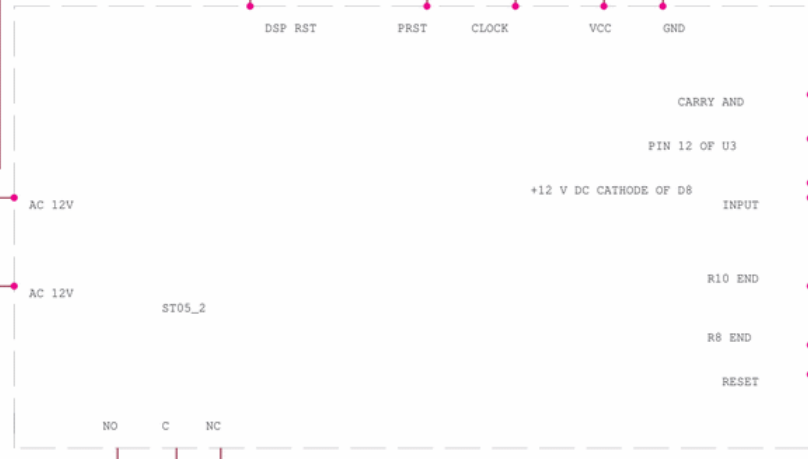 DSP RST PRST CLOCK VCC GND
CARRY AND
PIN 12 OF U3
+12 V DC CATHODE OF D8
AC 12V INPUT
R10 END
AC 12V
ST05_2
R8 END
RESET
NO C NC